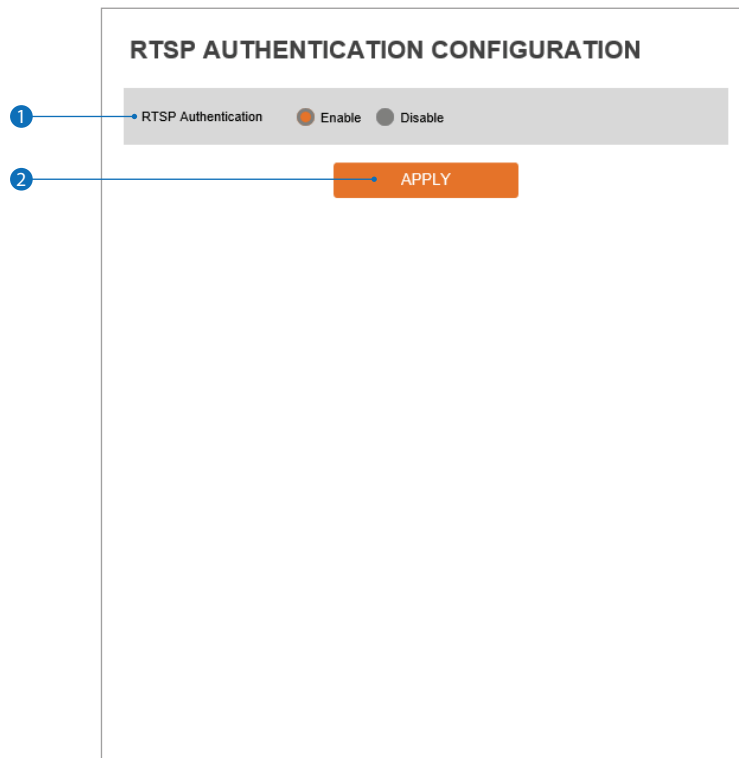 RTSP AUTHENTICATION CONFIGURATION
1 RTSP Authentication Enable Disable
2 APPLY